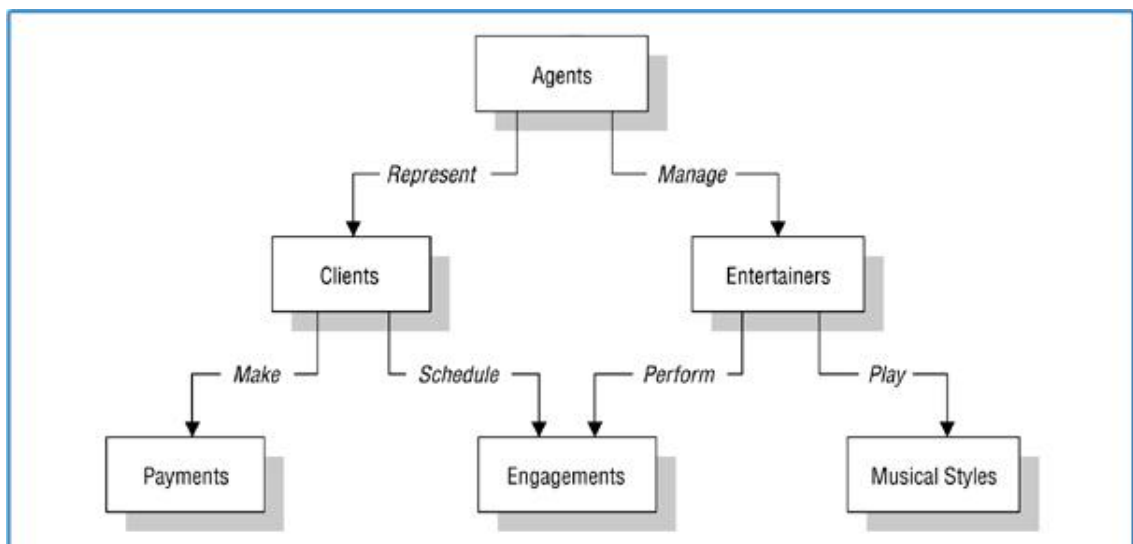 Agents
Represent
Manage
Clients
Entertainers
Make
Schedule
Perform
Play
Payments
Engagements
Musical Styles